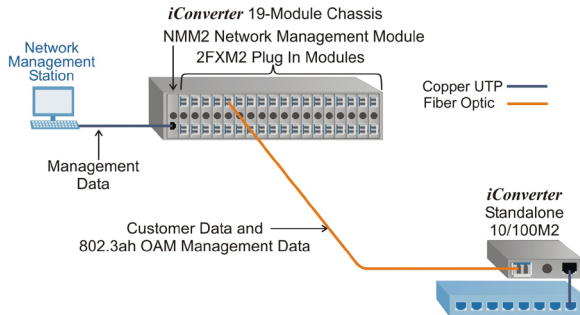 iConverter 19-Module Chassis
NMM2 Network Management Module
2FXM2 Plug In Modules
Network
Management
Station
Copper UTP
Fiber Optic
Management
Data
Customer Data and
802.3ah OAM Management Data
iConverter
Standalone
10/100M2